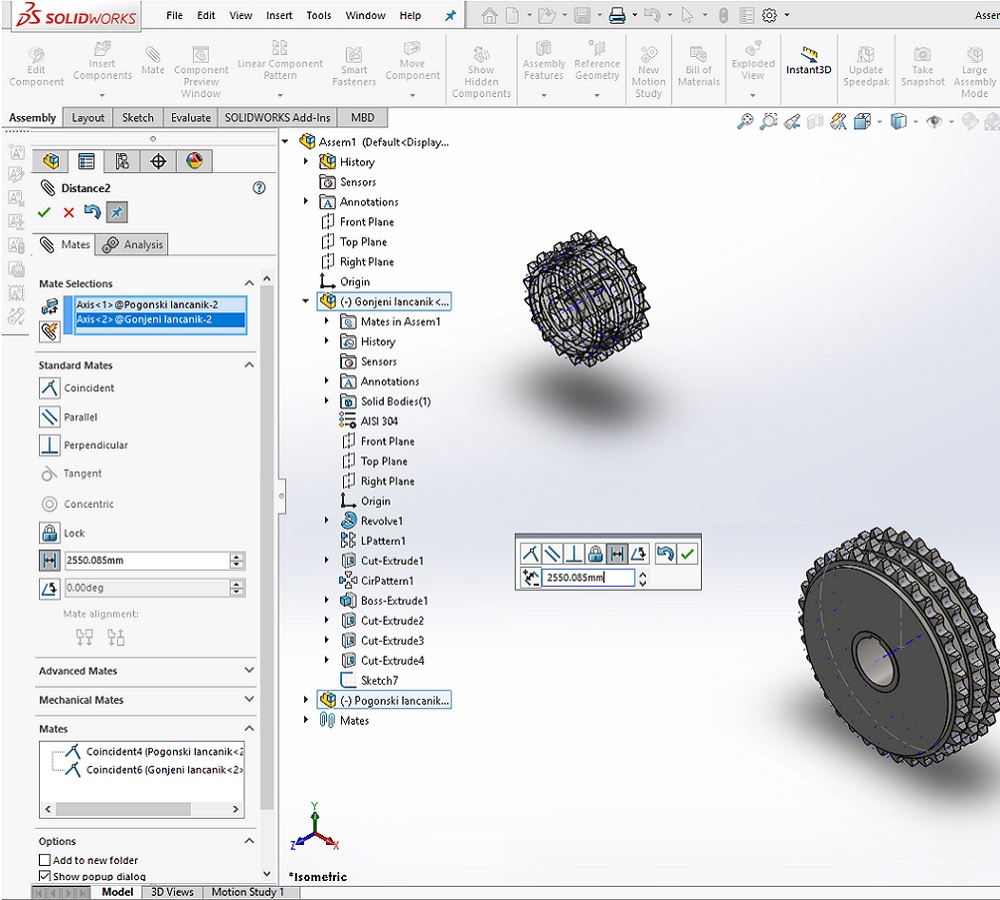 SOLIDWORKS File Edit View Insert Tools Window Help
Edit Component
Insert Components
Mate
Component Preview Window
Linear Component Pattern
Smart Fasteners
Move Component
Show Hidden Components
Assembly Features
Reference Geometry
New Motion Study
Bill of Materials
Exploded View
Instant3D
Update Speedpak
Take Snapshot
Large Assembly Mode
Assembly Layout Sketch Evaluate SOLIDWORKS Add-Ins MBD
Distance2
Mates Analysis
Mate Selections
Axis<1>@Pogonski lancanik-2
Axis<2>@Gonjeni lancanik-2
Standard Mates
Coincident
Parallel
Perpendicular
Tangent
Concentric
Lock
2550.085mm
0.00deg
Mate alignment:
Advanced Mates
Mechanical Mates
Mates
Coincident4 (Pogonski lancanik<2
Coincident6 (Gonjeni lancanik<2>
Options
Add to new folder
Show popup dialog
Assem1 (Default<Display...
History
Sensors
Annotations
Front Plane
Top Plane
Right Plane
Origin
(-) Gonjeni lancanik <...
Mates in Assem1
History
Sensors
Annotations
Solid Bodies(1)
AISI 304
Front Plane
Top Plane
Right Plane
Origin
Revolve1
LPattern1
Cut-Extrude1
CirPattern1
Boss-Extrude1
Cut-Extrude2
Cut-Extrude3
Cut-Extrude4
Sketch7
(-) Pogonski lancanik...
Mates
2550.085mm
Y
Z
X
*Isometric
Model 3D Views Motion Study 1